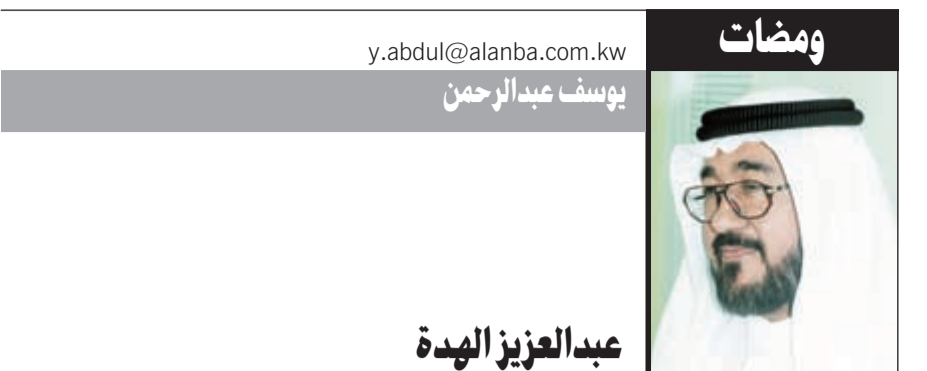 ومضات
y.abdul@alanba.com.kw
يوسف عبدالرحمن
عبدالعزيز الهدة